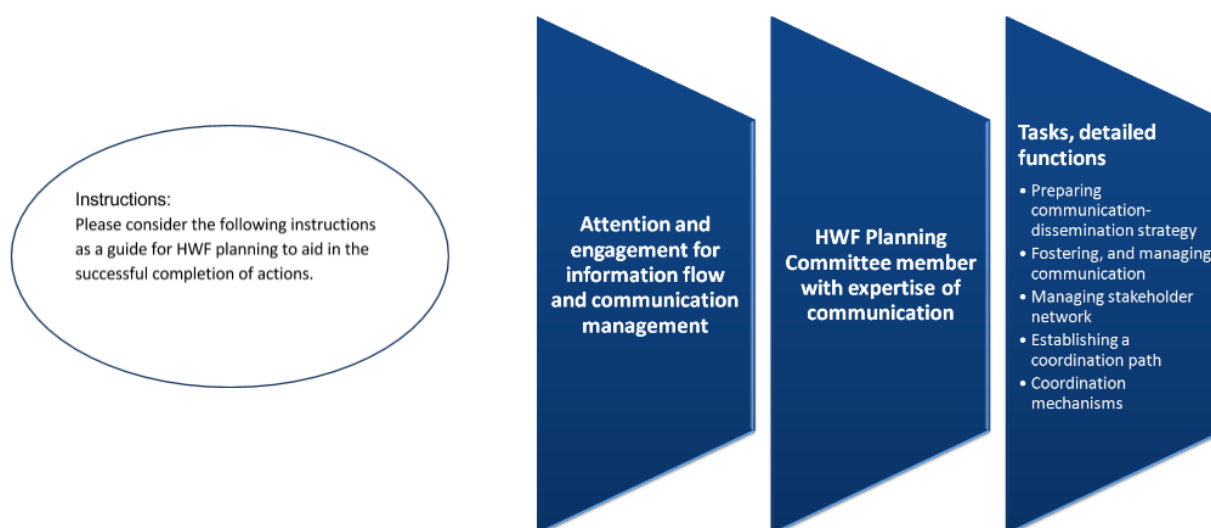 Instructions:
Please consider the following instructions
as a guide for HWF planning to aid in the
successful completion of actions.
Attention and
engagement for
information flow
and communication
management
HWF Planning
Committee member
with expertise of
communication
Tasks, detailed
functions
• Preparing
communication-
dissemination strategy
• Fostering, and managing
communication
• Managing stakeholder
network
• Establishing a
coordination path
• Coordination
mechanisms